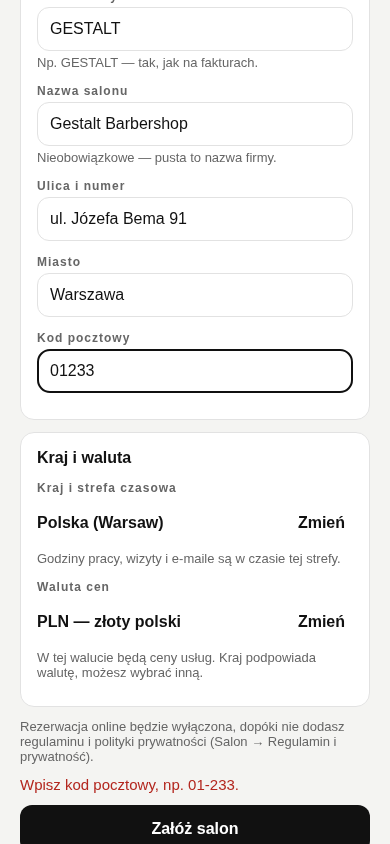 GESTALT
Np. GESTALT — tak, jak na fakturach.
Nazwa salonu
Gestalt Barbershop
Nieobowiązkowe — pusta to nazwa firmy.
Ulica i numer
ul. Józefa Bema 91
Miasto
Warszawa
Kod pocztowy
01233
Kraj i waluta
Kraj i strefa czasowa
Polska (Warsaw) Zmień
Godziny pracy, wizyty i e-maile są w czasie tej strefy.
Waluta cen
PLN — złoty polski Zmień
W tej walucie będą ceny usług. Kraj podpowiada
walutę, możesz wybrać inną.
Rezerwacja online będzie wyłączona, dopóki nie dodasz
regulaminu i polityki prywatności (Salon → Regulamin i
prywatność).
Wpisz kod pocztowy, np. 01-233.
Załóż salon